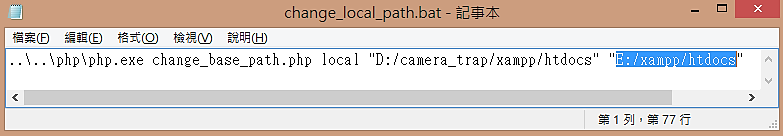 change_local_path.bat - 記事本
檔案(F) 編輯(E) 格式(O) 檢視(V) 說明(H)
..\..\php\php.exe change_base_path.php local "D:/camera_trap/xampp/htdocs" "E:/xampp/htdocs"
第 1 列，第 77 行